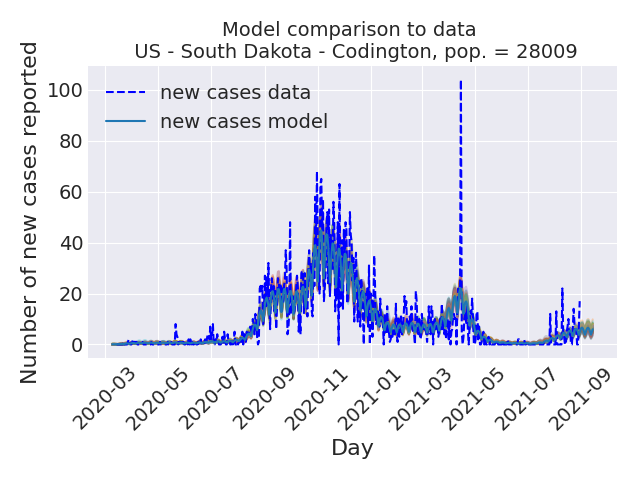 Model comparison to data
US - South Dakota - Codington, pop. = 28009
Number of new cases reported
100
80
60
40
20
0
new cases data
new cases model
2020-03
2020-05
2020-07
2020-09
2020-11
2021-01
2021-03
2021-05
2021-07
2021-09
Day